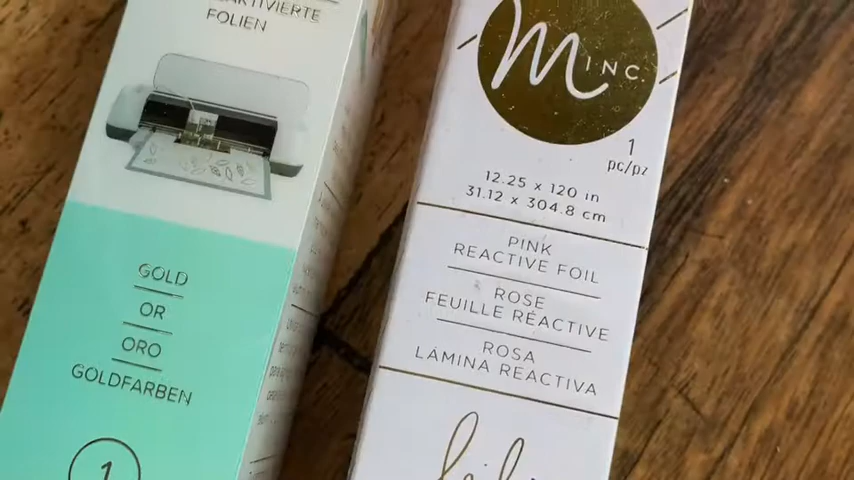 FOLIEN
GOLD
OR
ORO
GOLDFARBEN
1
Minc.
1
pc/pz
12.25 x 120 in
31.12 x 304.8 cm
PINK
REACTIVE FOIL
ROSE
FEUILLE RÉACTIVE
ROSA
LÁMINA REACTIVA